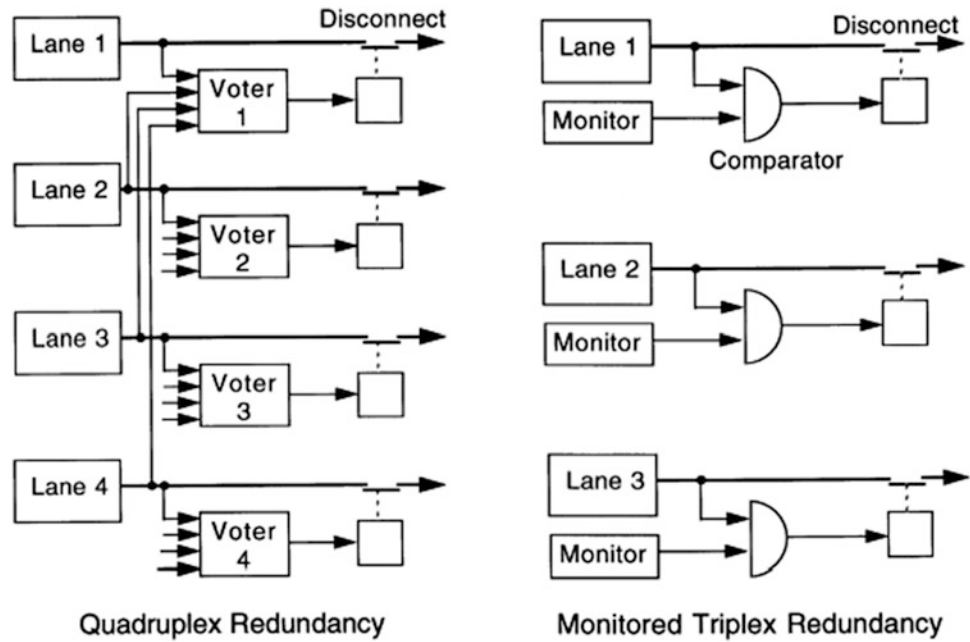 Disconnect
Lane 1
Voter
1
Lane 2
Voter
2
Lane 3
Voter
3
Lane 4
Voter
4
Quadruplex Redundancy
Disconnect
Lane 1
Monitor
Comparator
Lane 2
Monitor
Lane 3
Monitor
Monitored Triplex Redundancy